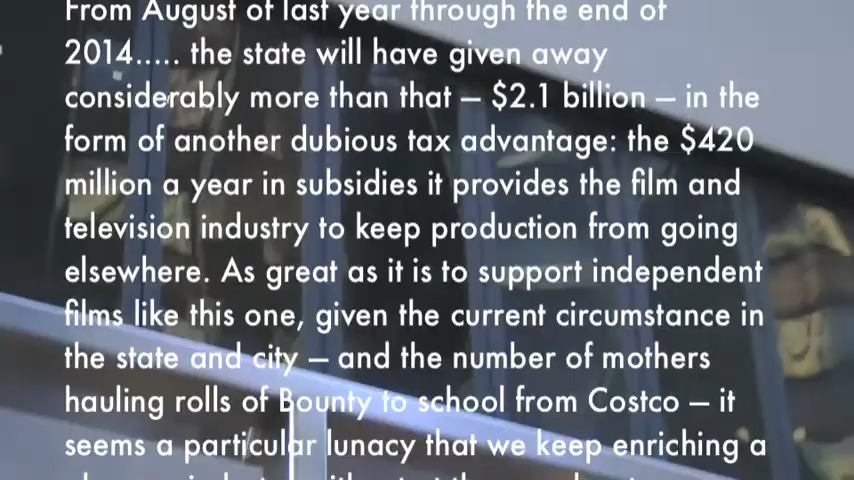 From August of last year through the end of
2014..... the state will have given away
considerably more than that – $2.1 billion – in the
form of another dubious tax advantage: the $420
million a year in subsidies it provides the film and
television industry to keep production from going
elsewhere. As great as it is to support independent
films like this one, given the current circumstance in
the state and city – and the number of mothers
hauling rolls of Bounty to school from Costco – it
seems a particular lunacy that we keep enriching a